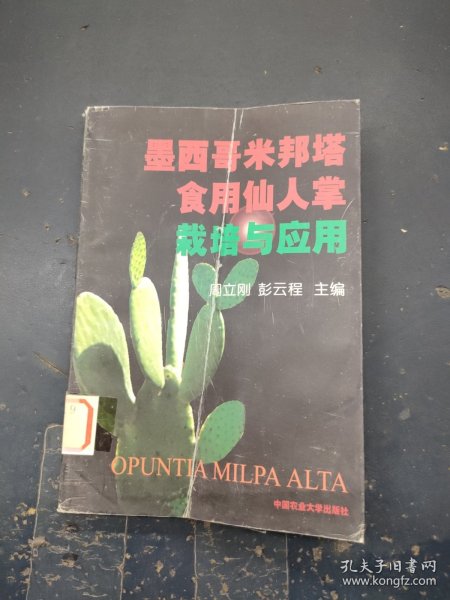 墨西哥米邦塔
食用仙人掌
栽培与应用
周立刚 彭云程 主编
OPUNTIA MILPA ALTA
中国农业大学出版社
孔夫子旧书网
www.kongfz.com